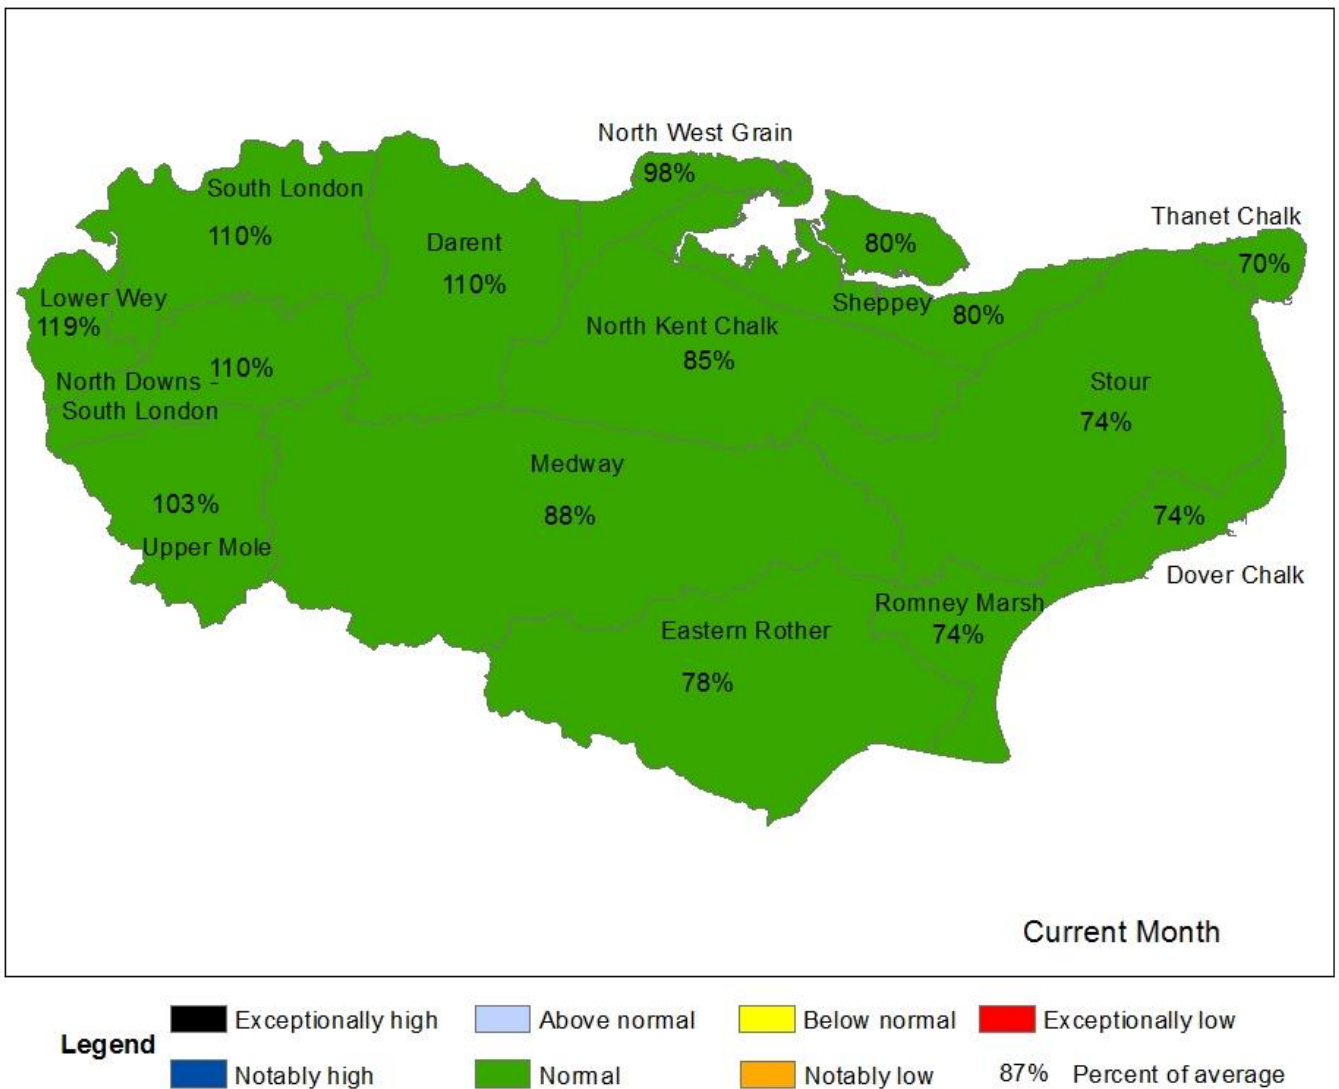 North West Grain
98%
South London
110%
Thanet Chalk
70%
Darent
110%
80%
Lower Wey
119%
Sheppey
80%
North Kent Chalk
85%
110%
North Downs -
South London
Stour
74%
Medway
88%
103%
Upper Mole
74%
Dover Chalk
Romney Marsh
74%
Eastern Rother
78%
Current Month
Legend
Exceptionally high
Above normal
Below normal
Exceptionally low
Notably high
Normal
Notably low
87% Percent of average